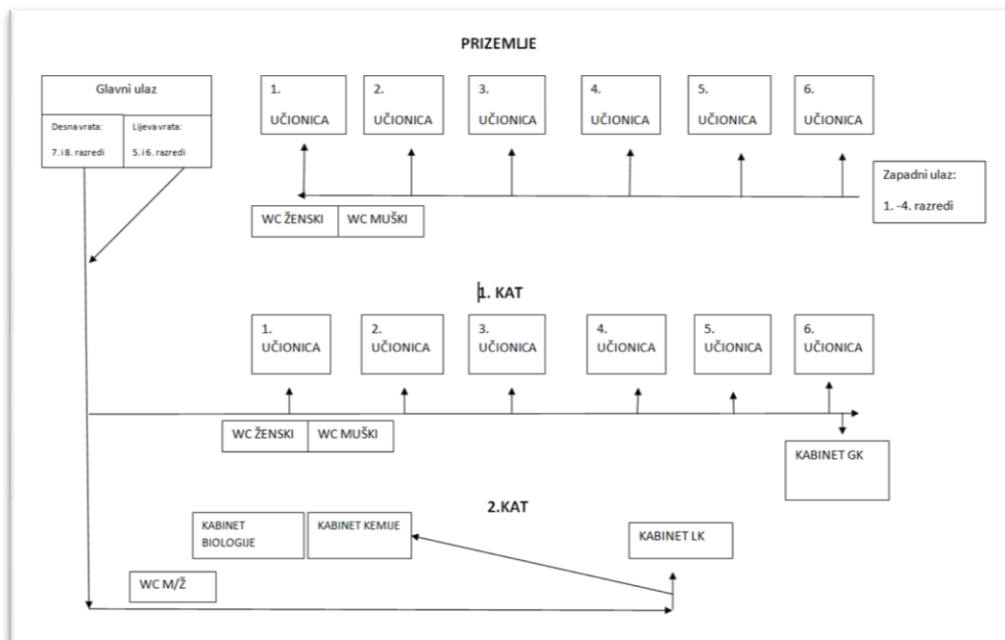 PRIZEMLJE
Glavni ulaz
Desna vrata:
7. i 8. razredi
Lijeva vrata:
5. i 6. razredi
1.
UČIONICA
2.
UČIONICA
3.
UČIONICA
4.
UČIONICA
5.
UČIONICA
6.
UČIONICA
Zapadni ulaz:
1. -4. razredi
WC ŽENSKI
WC MUŠKI
1. KAT
1.
UČIONICA
2.
UČIONICA
3.
UČIONICA
4.
UČIONICA
5.
UČIONICA
6.
UČIONICA
WC ŽENSKI
WC MUŠKI
KABINET GK
2.KAT
KABINET
BIOLOGIJE
KABINET KEMIJE
KABINET LK
WC M/Ž